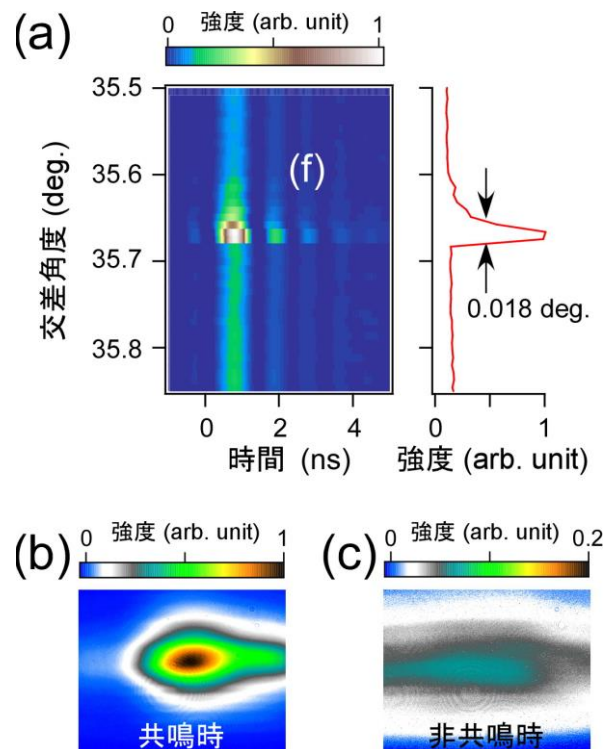 (a)
強度 (arb. unit)
0 1
35.5
35.6
35.7
35.8
交差角度 (deg.)
(f)
0.018 deg.
0 2 4
時間 (ns)
0 1
強度 (arb. unit)
(b)
0 強度 (arb. unit) 1
共鳴時
(c)
0 強度 (arb. unit) 0.2
非共鳴時